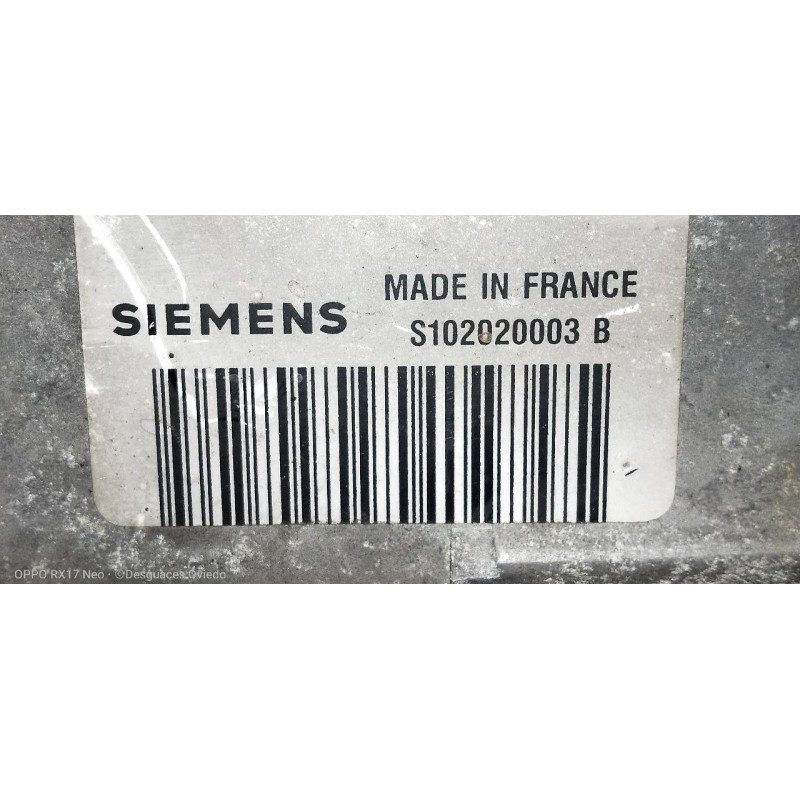 MADE IN FRANCE
SIEMENS
S102020003 B
OPPO RX17 Neo · ©Desguaces Oviedo